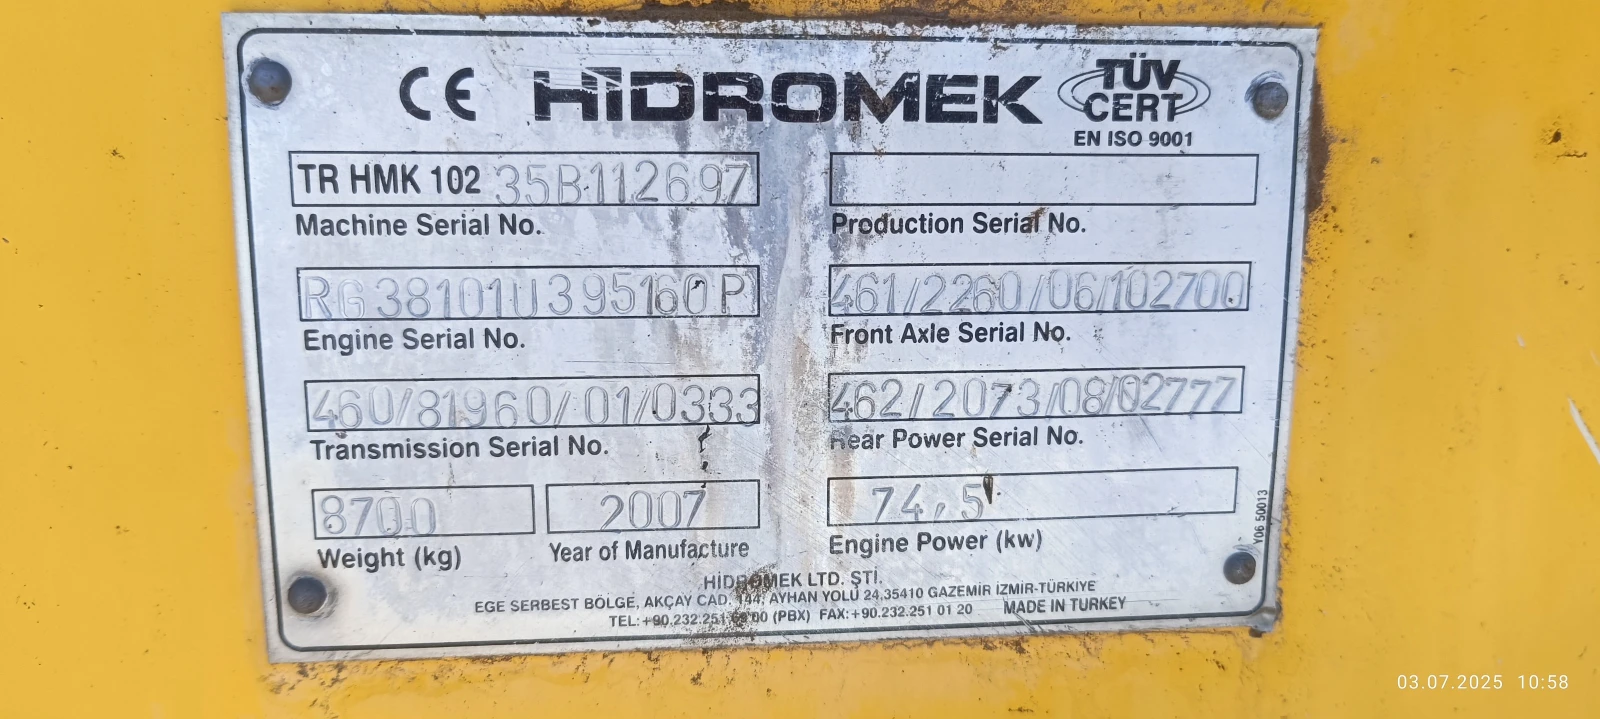 CE HİDROMEK TÜV CERT
EN ISO 9001
TR HMK 102 35B112697
Machine Serial No.
Production Serial No.
RG38101U395160P
Engine Serial No.
461/2260/06/102700
Front Axle Serial No.
460/81960/01/0333
Transmission Serial No.
462/2073/08/02777
Rear Power Serial No.
8700
Weight (kg)
2007
Year of Manufacture
74,5
Engine Power (kw)
Y06 50013
HİDROMEK LTD. ŞTİ.
EGE SERBEST BÖLGE, AKÇAY CAD. 144, AYHAN YOLU 24,35410 GAZEMİR İZMİR-TÜRKIYE
TEL:+90.232.251 00 (PBX) FAX:+90.232.251 01 20 MADE IN TURKEY
03.07.2025 10:58